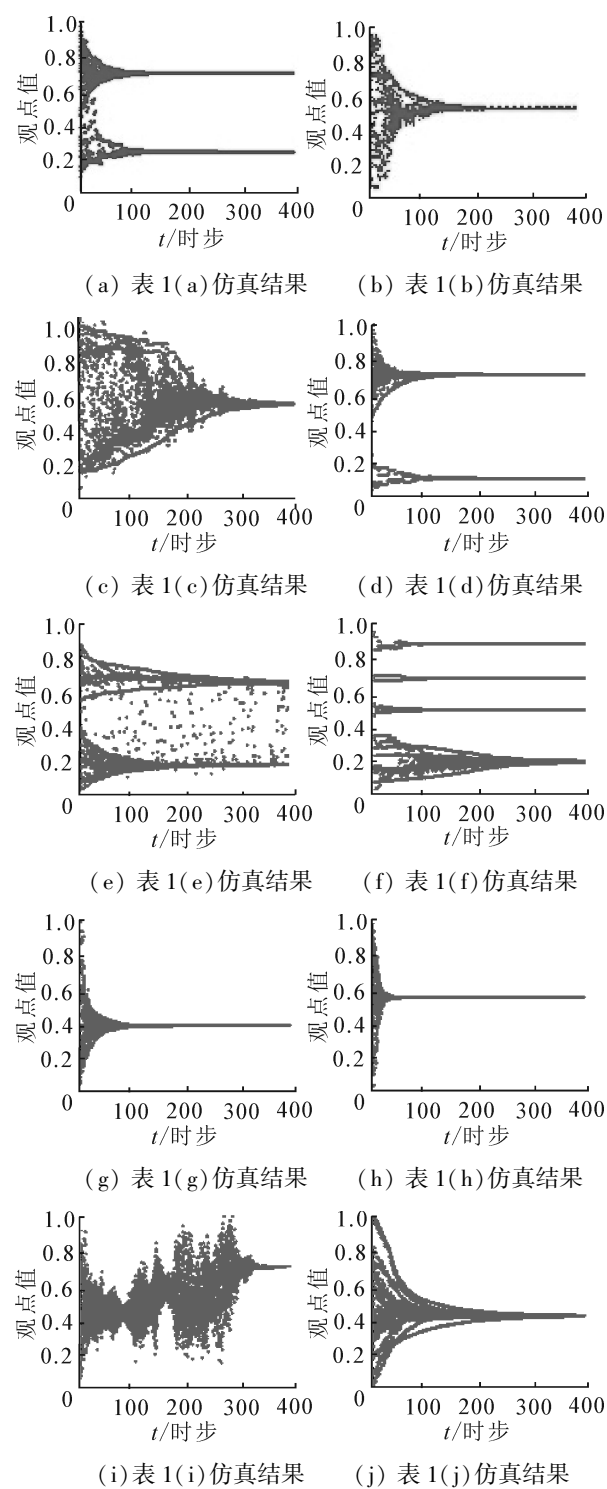 1.0 0.8 0.6 0.4 0.2 0 100 200 300 400
观点值
t/时步
(a) 表 1(a)仿真结果
1.0 0.8 0.6 0.4 0.2 0 100 200 300 400
观点值
t/时步
(b) 表 1(b)仿真结果
1.0 0.8 0.6 0.4 0.2 0 100 200 300 400
观点值
t/时步
(c) 表 1(c)仿真结果
1.0 0.8 0.6 0.4 0.2 0 100 200 300 400
观点值
t/时步
(d) 表 1(d)仿真结果
1.0 0.8 0.6 0.4 0.2 0 100 200 300 400
观点值
t/时步
(e) 表 1(e)仿真结果
1.0 0.8 0.6 0.4 0.2 0 100 200 300 400
观点值
t/时步
(f) 表 1(f)仿真结果
1.0 0.8 0.6 0.4 0.2 0 100 200 300 400
观点值
t/时步
(g) 表 1(g)仿真结果
1.0 0.8 0.6 0.4 0.2 0 100 200 300 400
观点值
t/时步
(h) 表 1(h)仿真结果
1.0 0.8 0.6 0.4 0.2 0 100 200 300 400
观点值
t/时步
(i)表 1(i)仿真结果
1.0 0.8 0.6 0.4 0.2 0 100 200 300 400
观点值
t/时步
(j) 表 1(j)仿真结果